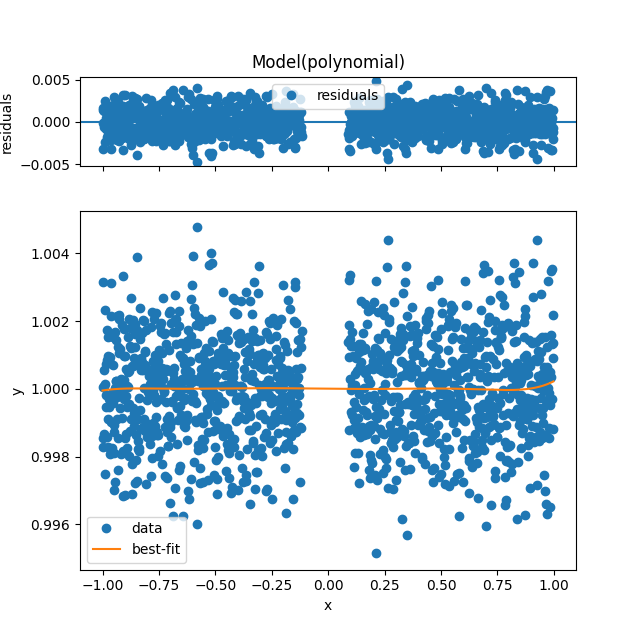 Model(polynomial)
0.005
0.000
−0.005
residuals
residuals
1.004
1.002
1.000
0.998
0.996
y
data
best-fit
−1.00 −0.75 −0.50 −0.25 0.00 0.25 0.50 0.75 1.00
x